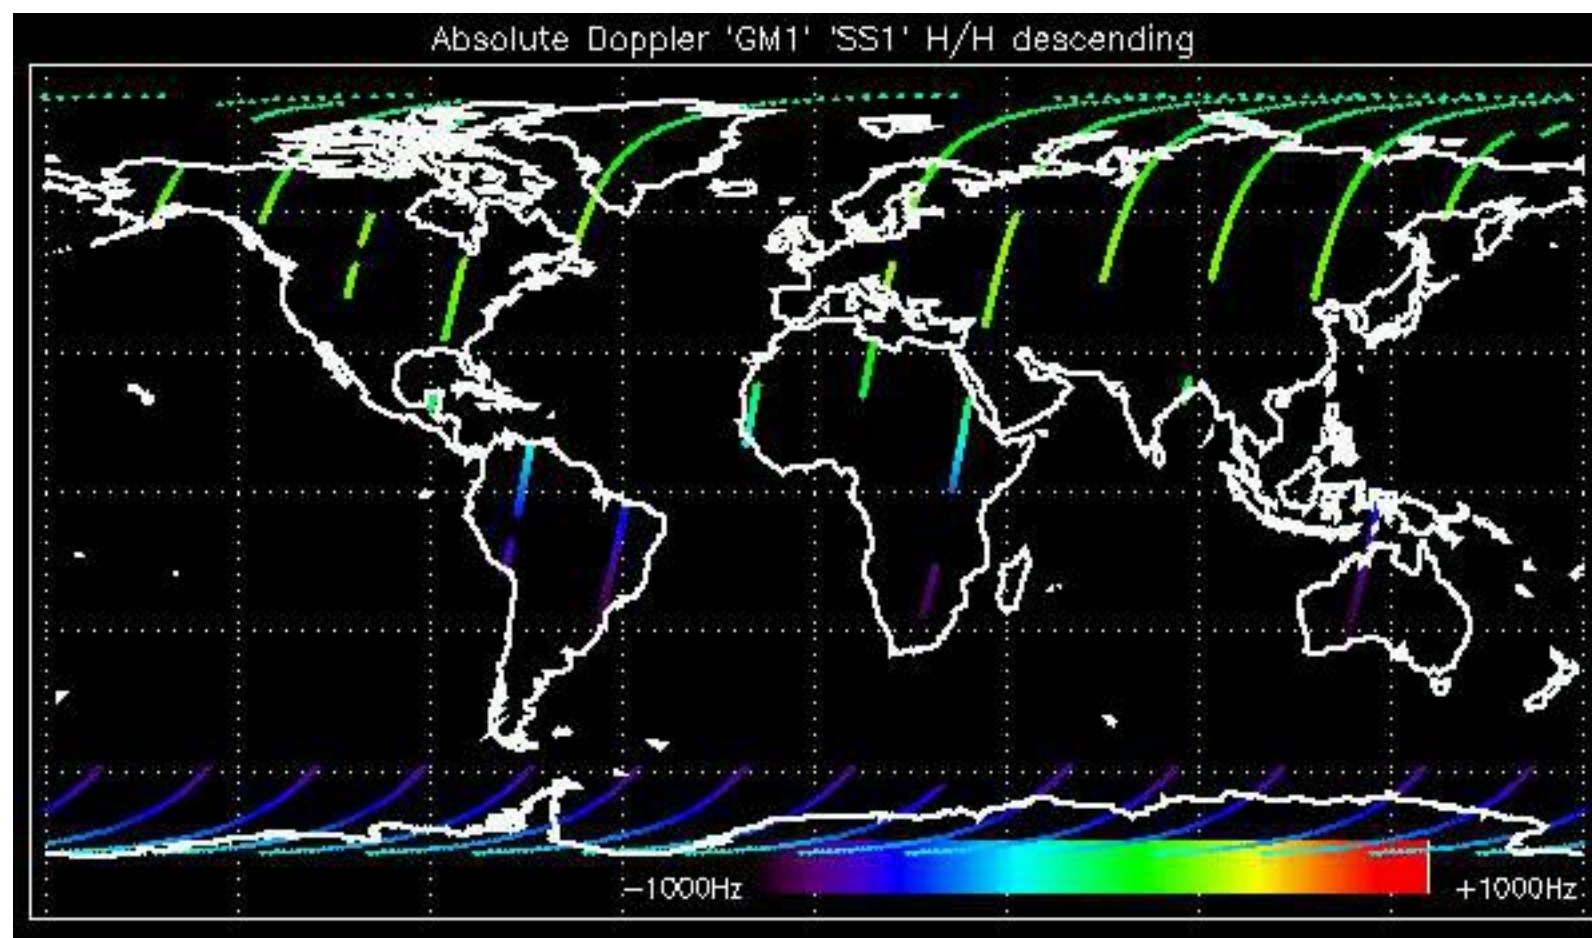 Absolute Doppler 'GM1' 'SS1' H/H descending
-1000Hz
+1000Hz